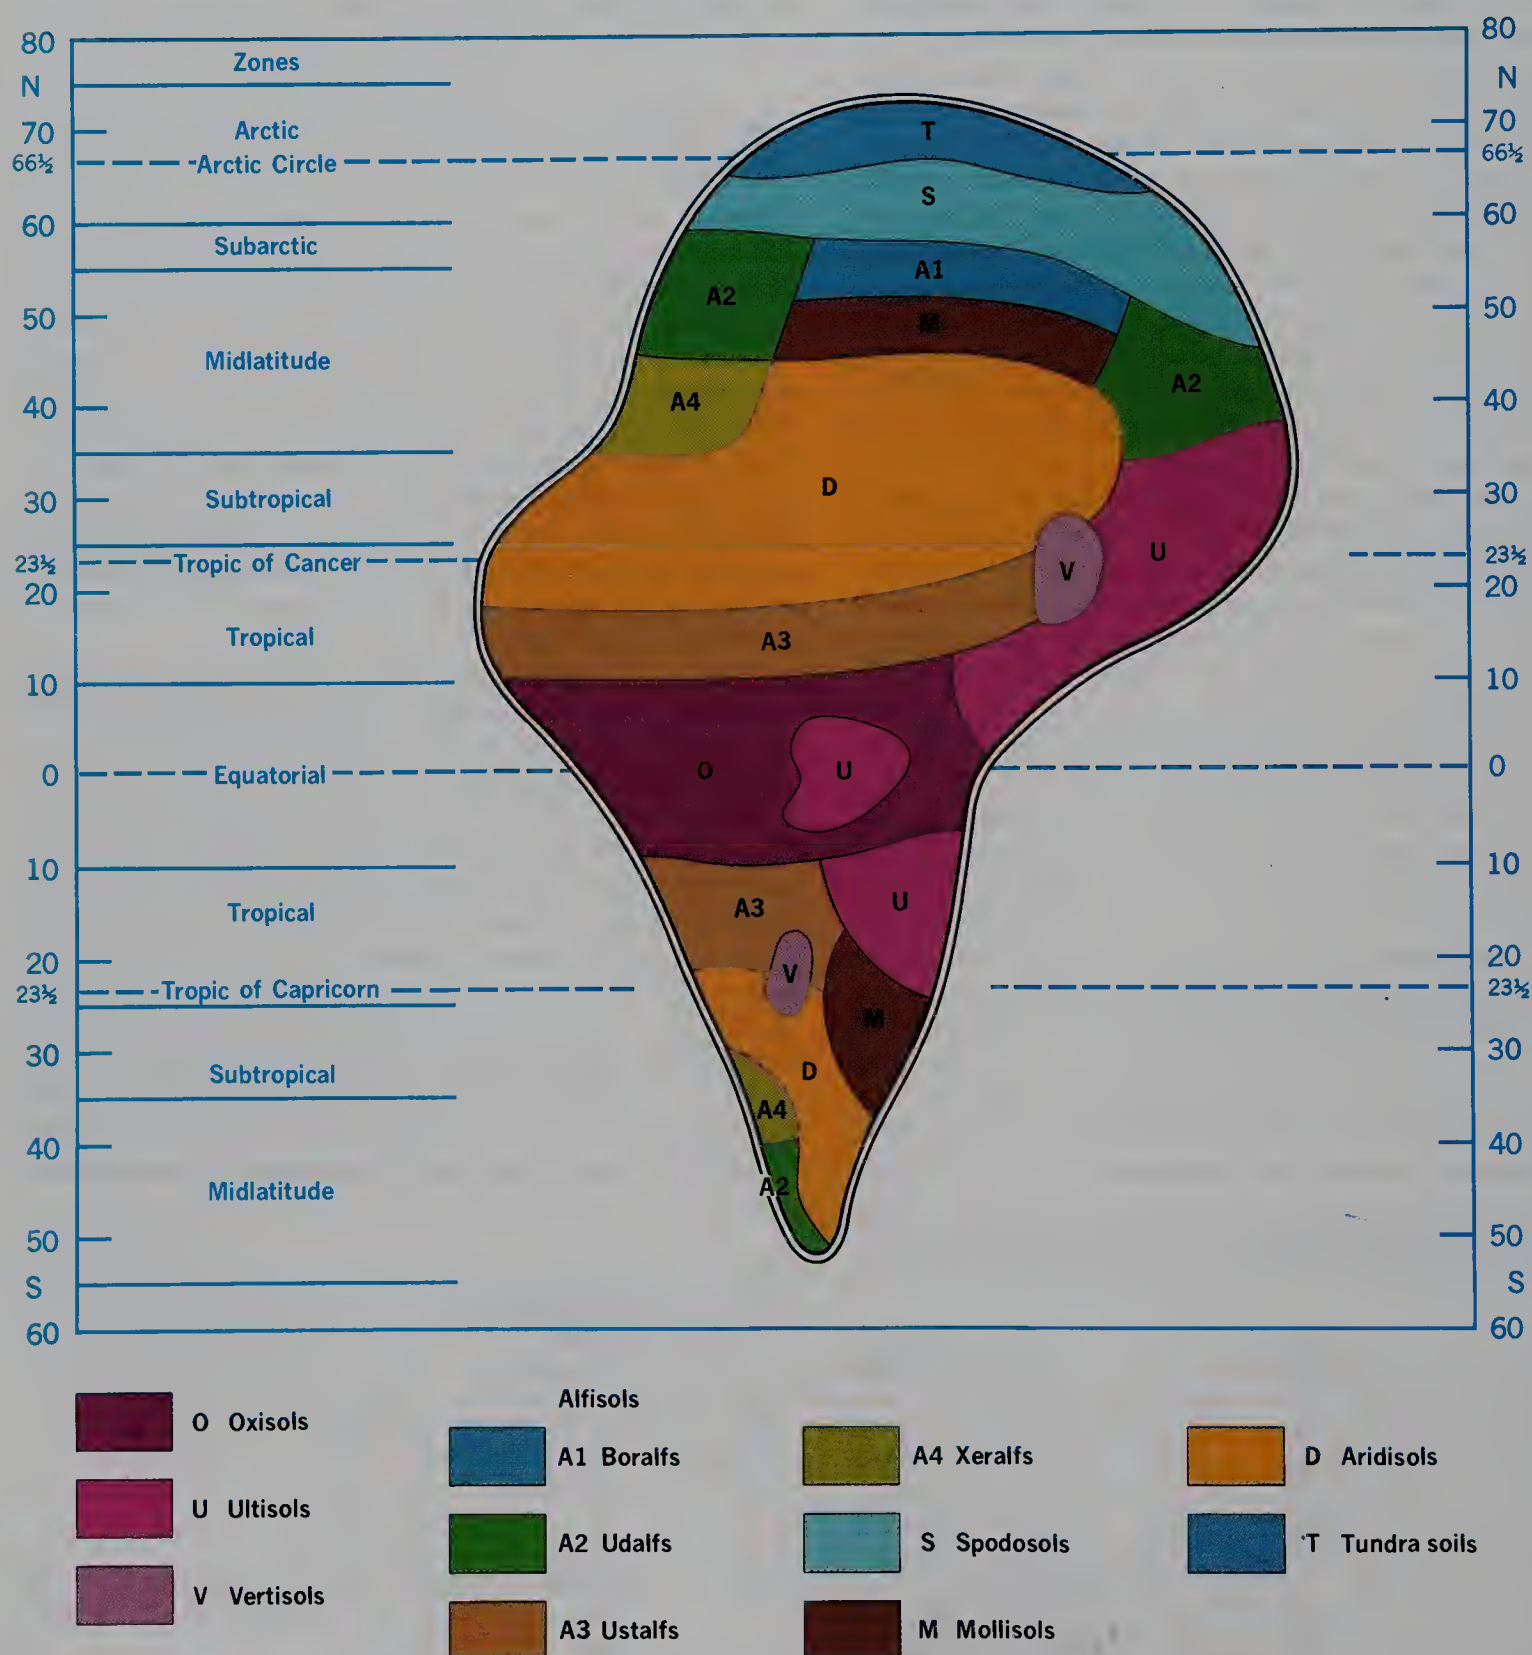 80 80
Zones
N N
70 Arctic T 70
66½ Arctic Circle 66½
S
60 60
Subarctic
A1
A2
50 M 50
Midlatitude
A2
40 A4 40
D
30 Subtropical 30
U
23½ Tropic of Cancer 23½
V
20 20
Tropical A3
10 10
0 Equatorial O U 0
10 10
Tropical A3 U
20 V 20
23½ Tropic of Capricorn 23½
M
30 30
Subtropical D
A4
40 40
Midlatitude A2
50 50
S S
60 60
O Oxisols
U Ultisols
V Vertisols
Alfisols
A1 Boralfs
A2 Udalfs
A3 Ustalfs
A4 Xeralfs
S Spodosols
M Mollisols
D Aridisols
T Tundra soils